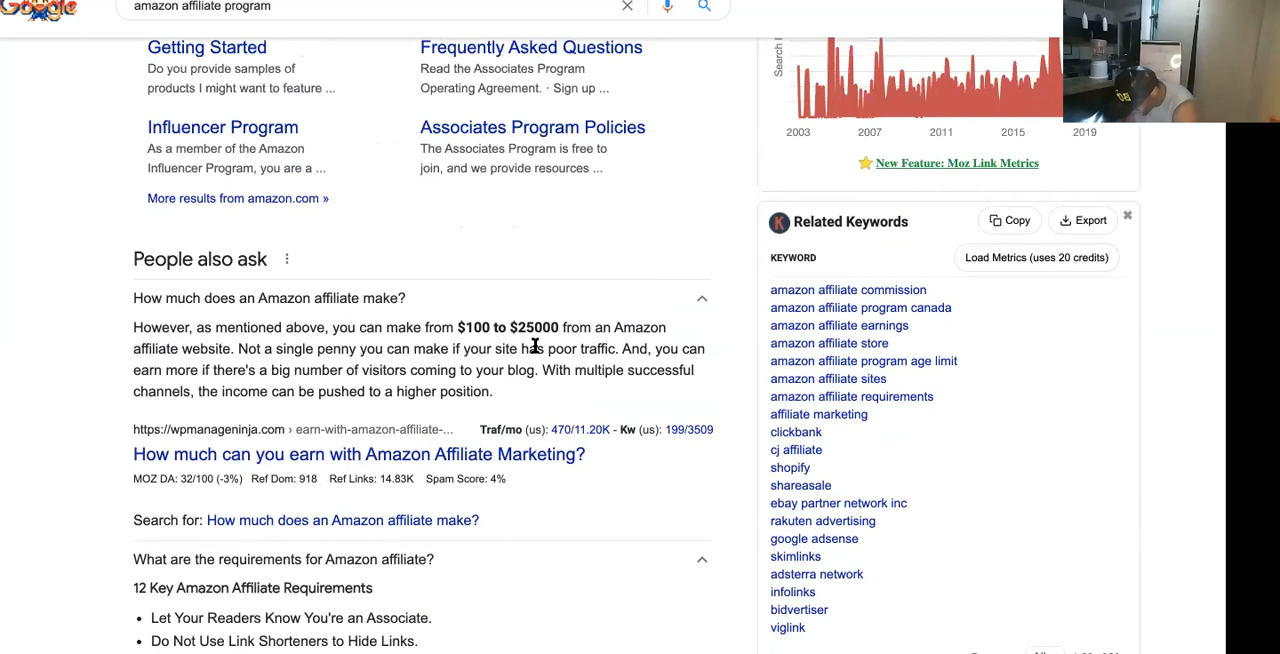 Google
amazon affiliate program
Getting Started
Do you provide samples of
products I might want to feature ...
Frequently Asked Questions
Read the Associates Program
Operating Agreement. · Sign up ...
Influencer Program
As a member of the Amazon
Influencer Program, you are a ...
Associates Program Policies
The Associates Program is free to
join, and we provide resources ...
More results from amazon.com »
People also ask
How much does an Amazon affiliate make?
However, as mentioned above, you can make from $100 to $25000 from an Amazon
affiliate website. Not a single penny you can make if your site has poor traffic. And, you can
earn more if there's a big number of visitors coming to your blog. With multiple successful
channels, the income can be pushed to a higher position.
https://wpmanageninja.com › earn-with-amazon-affiliate-... Traf/mo (us): 470/11.20K - Kw (us): 199/3509
How much can you earn with Amazon Affiliate Marketing?
MOZ DA: 32/100 (-3%) Ref Dom: 918 Ref Links: 14.83K Spam Score: 4%
Search for: How much does an Amazon affiliate make?
What are the requirements for Amazon affiliate?
12 Key Amazon Affiliate Requirements
• Let Your Readers Know You're an Associate.
• Do Not Use Link Shorteners to Hide Links.
Search
2003 2007 2011 2015 2019
New Feature: Moz Link Metrics
K Related Keywords Copy Export
KEYWORD Load Metrics (uses 20 credits)
amazon affiliate commission
amazon affiliate program canada
amazon affiliate earnings
amazon affiliate store
amazon affiliate program age limit
amazon affiliate sites
amazon affiliate requirements
affiliate marketing
clickbank
cj affiliate
shopify
shareasale
ebay partner network inc
rakuten advertising
google adsense
skimlinks
adsterra network
infolinks
bidvertiser
viglink